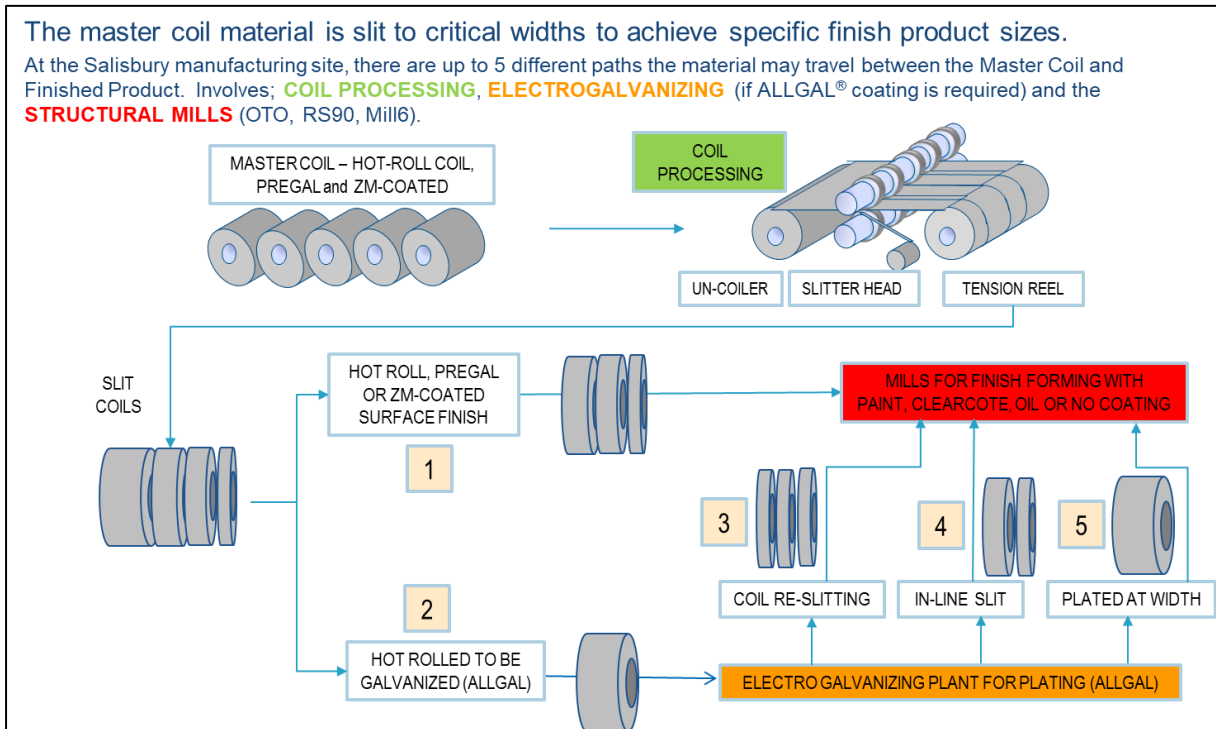 The master coil material is slit to critical widths to achieve specific finish product sizes.
At the Salisbury manufacturing site, there are up to 5 different paths the material may travel between the Master Coil and
Finished Product. Involves; COIL PROCESSING, ELECTROGALVANIZING (if ALLGAL® coating is required) and the
STRUCTURAL MILLS (OTO, RS90, Mill6).
MASTER COIL – HOT-ROLL COIL,
PREGAL and ZM-COATED
COIL
PROCESSING
UN-COILER
SLITTER HEAD
TENSION REEL
SLIT
COILS
HOT ROLL, PREGAL
OR ZM-COATED
SURFACE FINISH
1
MILLS FOR FINISH FORMING WITH
PAINT, CLEARCOTE, OIL OR NO COATING
3
4
5
COIL RE-SLITTING
IN-LINE SLIT
PLATED AT WIDTH
2
HOT ROLLED TO BE
GALVANIZED (ALLGAL)
ELECTRO GALVANIZING PLANT FOR PLATING (ALLGAL)